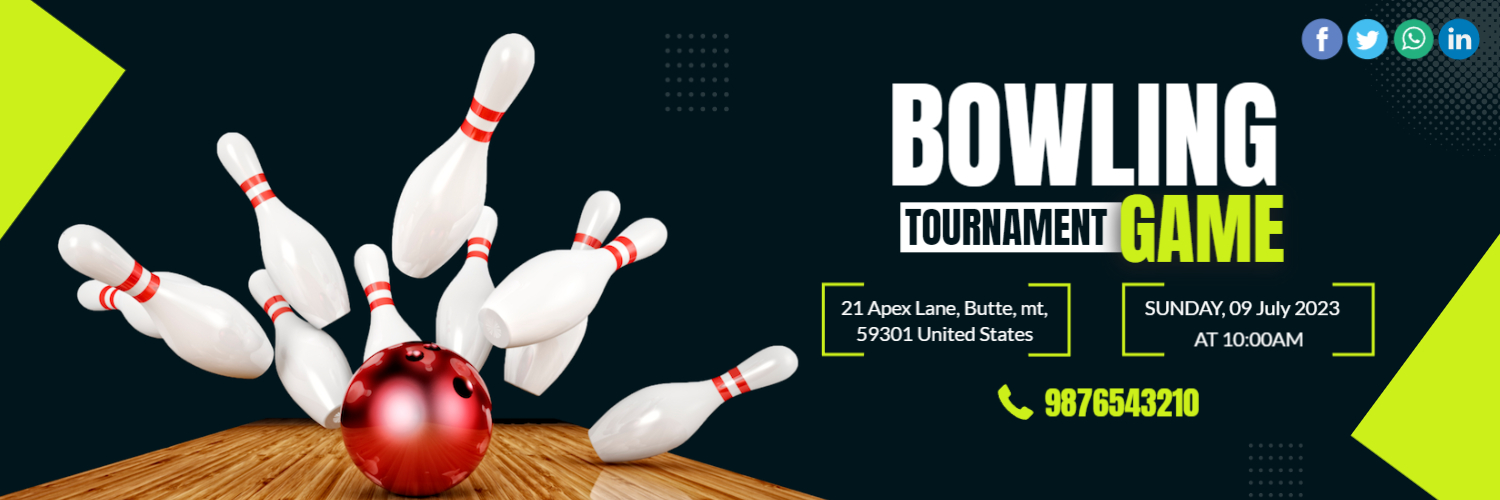 BOWLING
TOURNAMENT GAME
21 Apex Lane, Butte, mt,
59301 United States
SUNDAY, 09 July 2023
AT 10:00AM
9876543210